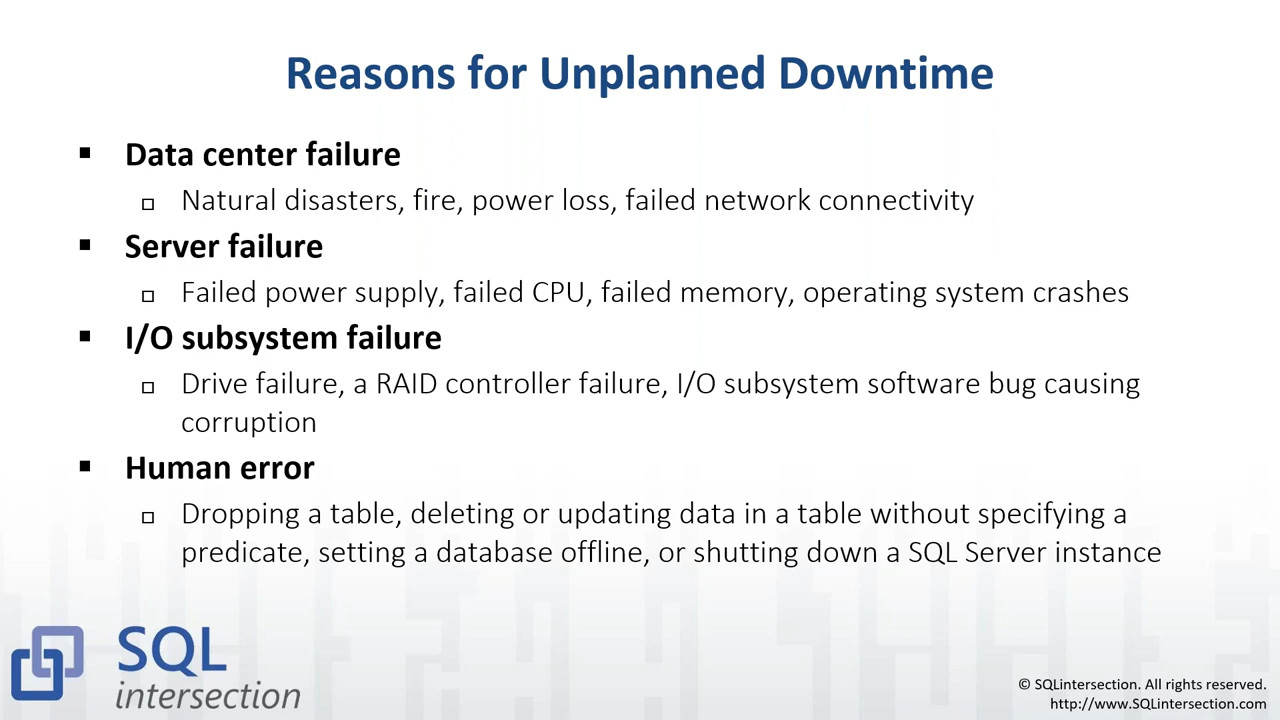 Reasons for Unplanned Downtime
Data center failure
Natural disasters, fire, power loss, failed network connectivity
Server failure
Failed power supply, failed CPU, failed memory, operating system crashes
I/O subsystem failure
Drive failure, a RAID controller failure, I/O subsystem software bug causing
corruption
Human error
Dropping a table, deleting or updating data in a table without specifying a
predicate, setting a database offline, or shutting down a SQL Server instance
SQL
intersection
© SQLintersection. All rights reserved.
http://www.SQLintersection.com